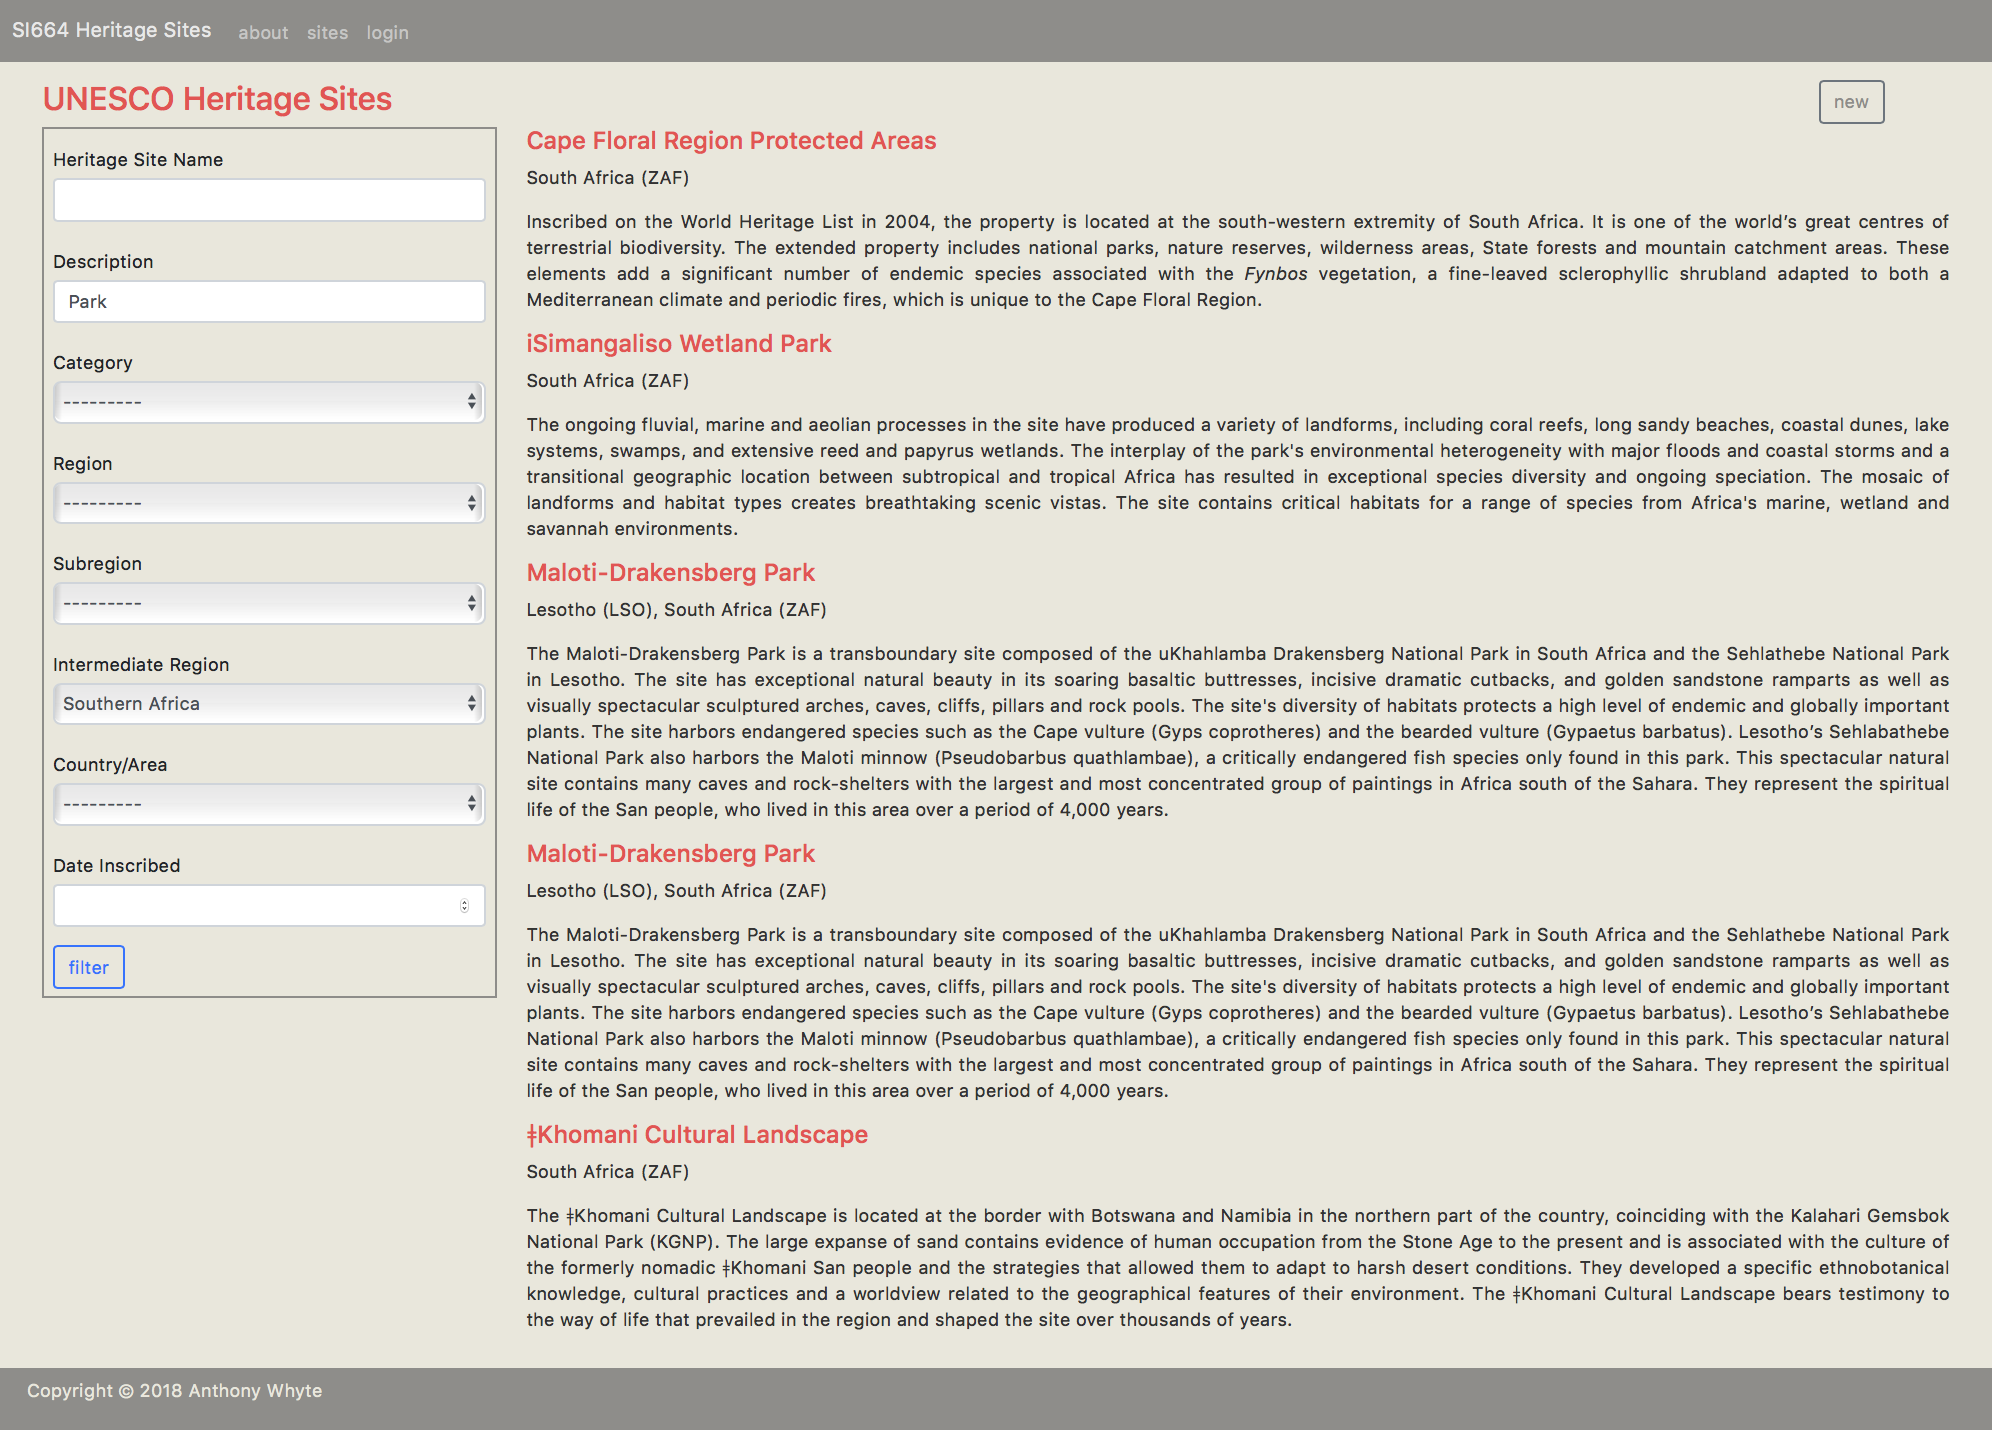 SI664 Heritage Sites about sites login
UNESCO Heritage Sites
new
Heritage Site Name
Description
Park
Category
---------
Region
---------
Subregion
---------
Intermediate Region
Southern Africa
Country/Area
---------
Date Inscribed
filter
Cape Floral Region Protected Areas
South Africa (ZAF)
Inscribed on the World Heritage List in 2004, the property is located at the south-western extremity of South Africa. It is one of the world’s great centres of
terrestrial biodiversity. The extended property includes national parks, nature reserves, wilderness areas, State forests and mountain catchment areas. These
elements add a significant number of endemic species associated with the Fynbos vegetation, a fine-leaved sclerophyllic shrubland adapted to both a
Mediterranean climate and periodic fires, which is unique to the Cape Floral Region.
iSimangaliso Wetland Park
South Africa (ZAF)
The ongoing fluvial, marine and aeolian processes in the site have produced a variety of landforms, including coral reefs, long sandy beaches, coastal dunes, lake
systems, swamps, and extensive reed and papyrus wetlands. The interplay of the park's environmental heterogeneity with major floods and coastal storms and a
transitional geographic location between subtropical and tropical Africa has resulted in exceptional species diversity and ongoing speciation. The mosaic of
landforms and habitat types creates breathtaking scenic vistas. The site contains critical habitats for a range of species from Africa's marine, wetland and
savannah environments.
Maloti-Drakensberg Park
Lesotho (LSO), South Africa (ZAF)
The Maloti-Drakensberg Park is a transboundary site composed of the uKhahlamba Drakensberg National Park in South Africa and the Sehlathebe National Park
in Lesotho. The site has exceptional natural beauty in its soaring basaltic buttresses, incisive dramatic cutbacks, and golden sandstone ramparts as well as
visually spectacular sculptured arches, caves, cliffs, pillars and rock pools. The site's diversity of habitats protects a high level of endemic and globally important
plants. The site harbors endangered species such as the Cape vulture (Gyps coprotheres) and the bearded vulture (Gypaetus barbatus). Lesotho’s Sehlabathebe
National Park also harbors the Maloti minnow (Pseudobarbus quathlambae), a critically endangered fish species only found in this park. This spectacular natural
site contains many caves and rock-shelters with the largest and most concentrated group of paintings in Africa south of the Sahara. They represent the spiritual
life of the San people, who lived in this area over a period of 4,000 years.
Maloti-Drakensberg Park
Lesotho (LSO), South Africa (ZAF)
The Maloti-Drakensberg Park is a transboundary site composed of the uKhahlamba Drakensberg National Park in South Africa and the Sehlathebe National Park
in Lesotho. The site has exceptional natural beauty in its soaring basaltic buttresses, incisive dramatic cutbacks, and golden sandstone ramparts as well as
visually spectacular sculptured arches, caves, cliffs, pillars and rock pools. The site's diversity of habitats protects a high level of endemic and globally important
plants. The site harbors endangered species such as the Cape vulture (Gyps coprotheres) and the bearded vulture (Gypaetus barbatus). Lesotho’s Sehlabathebe
National Park also harbors the Maloti minnow (Pseudobarbus quathlambae), a critically endangered fish species only found in this park. This spectacular natural
site contains many caves and rock-shelters with the largest and most concentrated group of paintings in Africa south of the Sahara. They represent the spiritual
life of the San people, who lived in this area over a period of 4,000 years.
ǂKhomani Cultural Landscape
South Africa (ZAF)
The ǂKhomani Cultural Landscape is located at the border with Botswana and Namibia in the northern part of the country, coinciding with the Kalahari Gemsbok
National Park (KGNP). The large expanse of sand contains evidence of human occupation from the Stone Age to the present and is associated with the culture of
the formerly nomadic ǂKhomani San people and the strategies that allowed them to adapt to harsh desert conditions. They developed a specific ethnobotanical
knowledge, cultural practices and a worldview related to the geographical features of their environment. The ǂKhomani Cultural Landscape bears testimony to
the way of life that prevailed in the region and shaped the site over thousands of years.
Copyright © 2018 Anthony Whyte